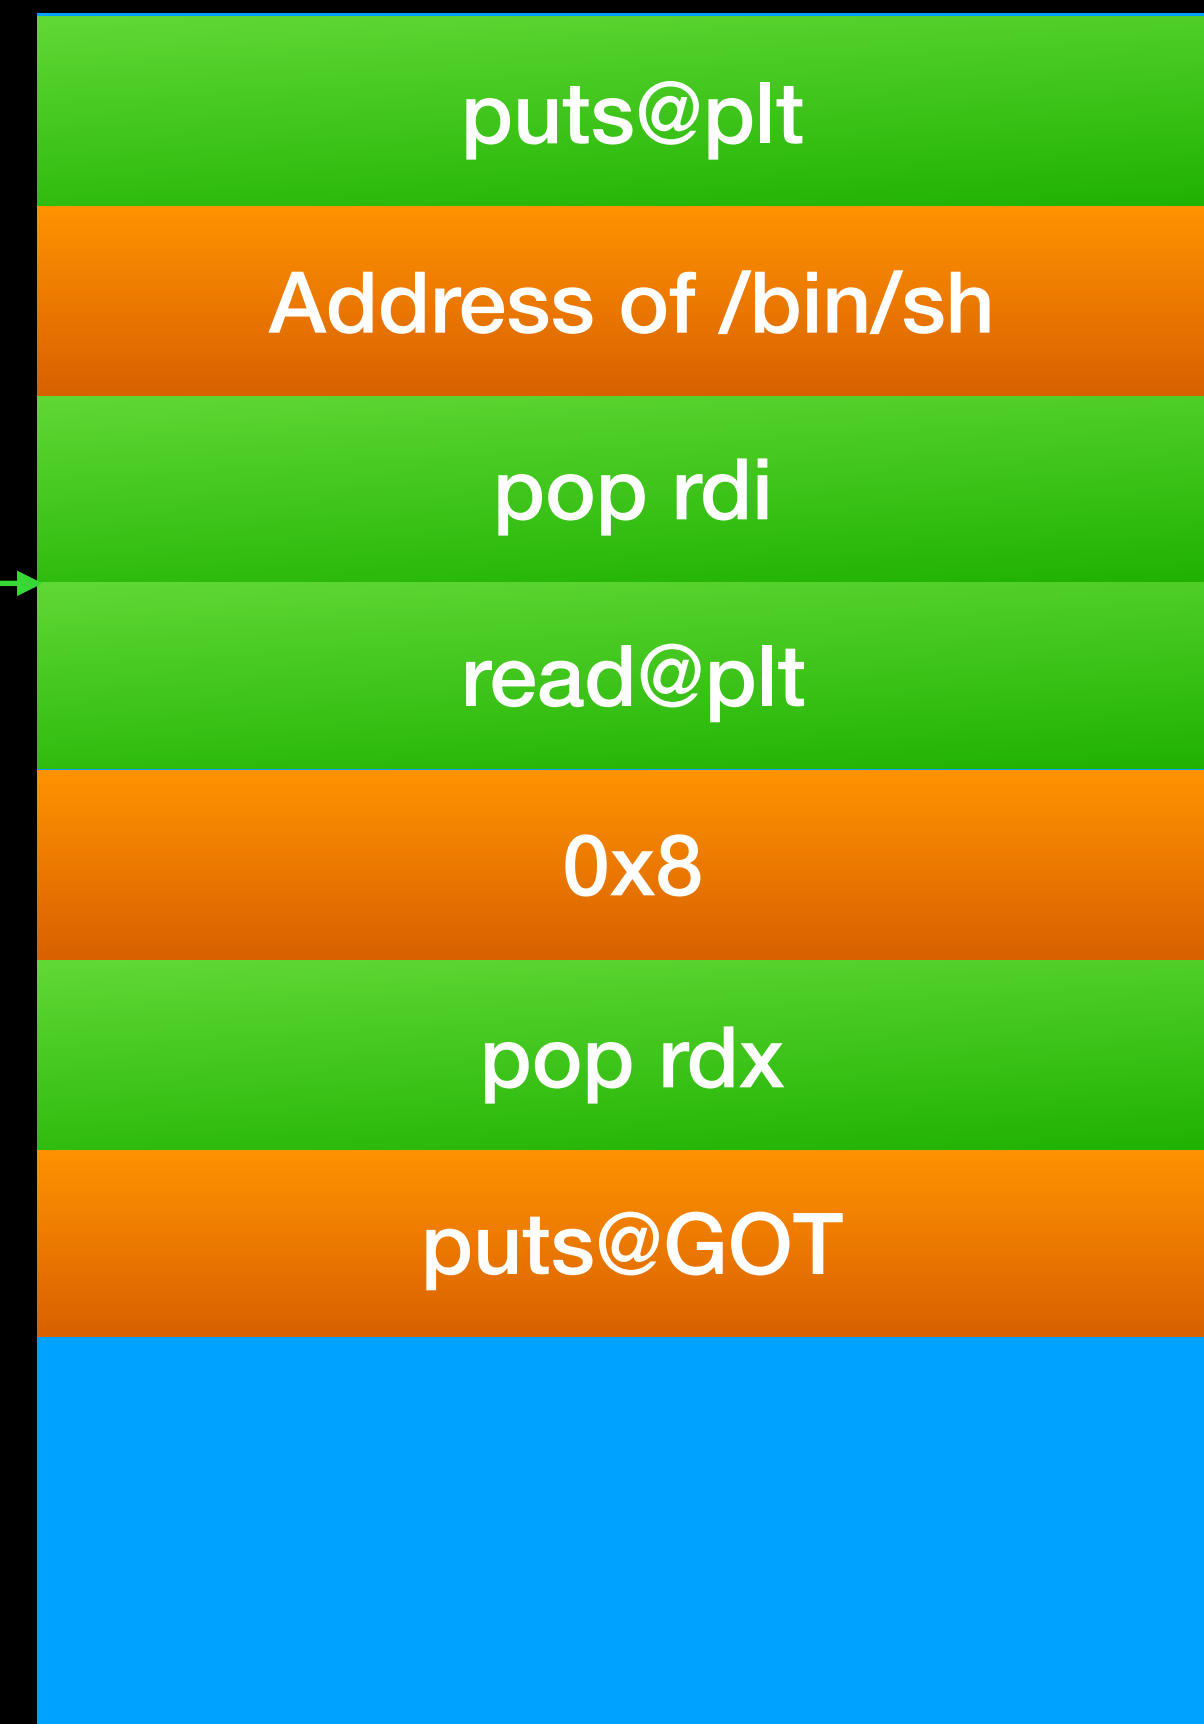 puts@plt
Address of /bin/sh
pop rdi
read@plt
0x8
pop rdx
puts@GOT